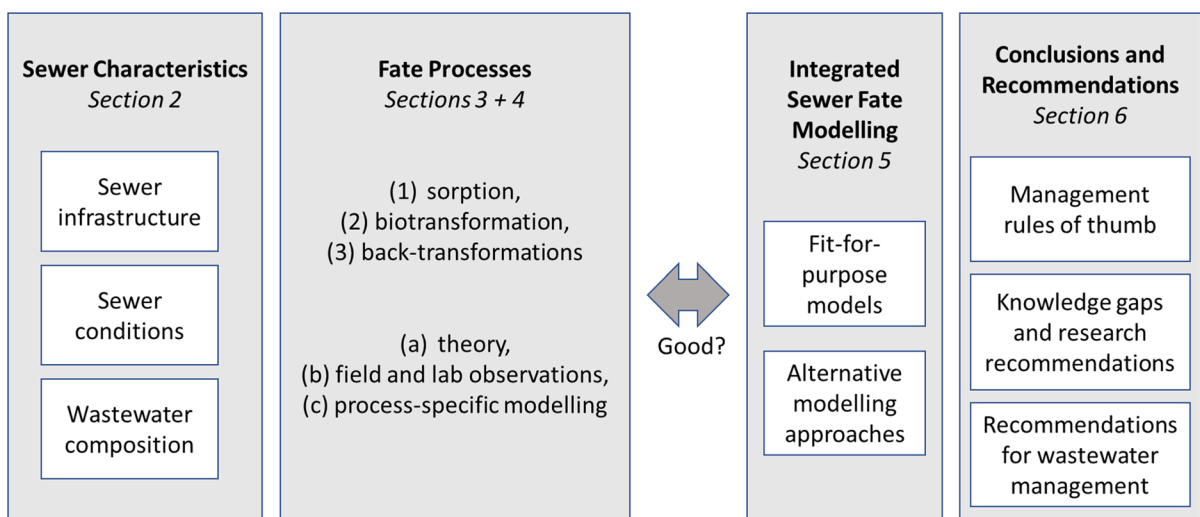 Sewer Characteristics
Section 2
Sewer
infrastructure
Sewer
conditions
Wastewater
composition
Fate Processes
Sections 3 + 4
(1) sorption,
(2) biotransformation,
(3) back-transformations
(a) theory,
(b) field and lab observations,
(c) process-specific modelling
Good?
Integrated
Sewer Fate
Modelling
Section 5
Fit-for-
purpose
models
Alternative
modelling
approaches
Conclusions and
Recommendations
Section 6
Management
rules of thumb
Knowledge gaps
and research
recommendations
Recommendations
for wastewater
management